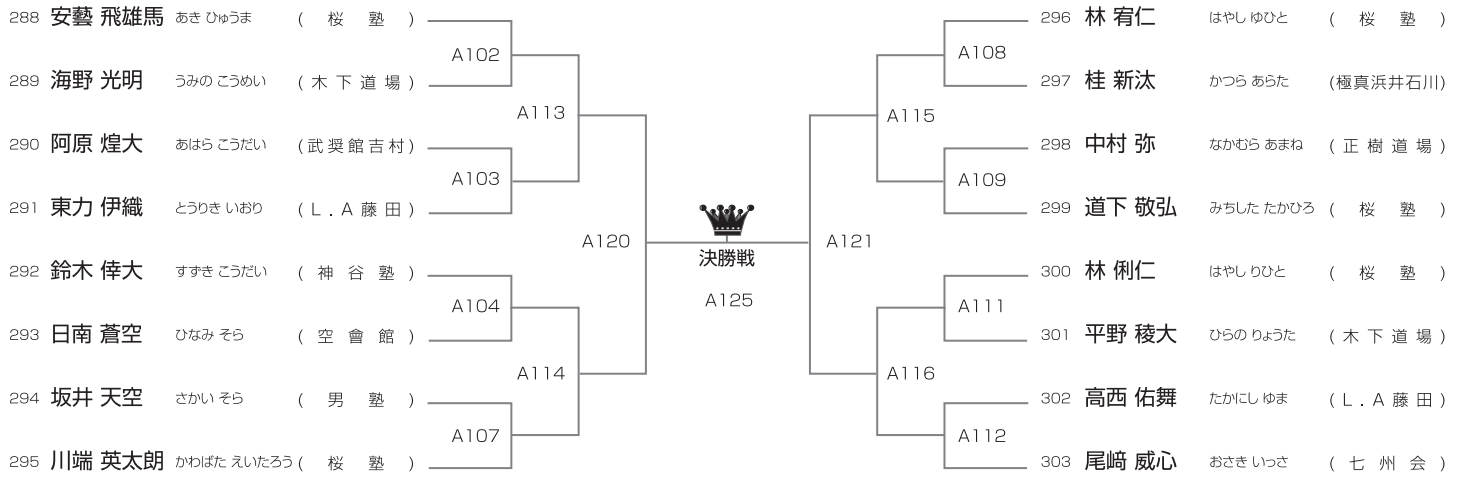 288 安藝 飛雄馬 あき ひゅうま (桜塾)
A102
289 海野 光明 うみの こうめい (木下道場)
A113
290 阿原 煌大 あはら こうだい (武奨館吉村)
A103
291 東力 伊織 とうりき いおり (L.A藤田)
A120
292 鈴木 倖大 すずき こうだい (神谷塾)
A104
293 日南 蒼空 ひなみ そら (空會館)
A114
294 坂井 天空 さかい そら (男塾)
A107
295 川端 英太朗 かわばた えいたろう (桜塾)
決勝戦
A125
296 林 宥仁 はやし ゆひと (桜塾)
A108
297 桂 新汰 かつら あらた (極真浜井石川)
A115
298 中村 弥 なかむら あまね (正樹道場)
A109
299 道下 敬弘 みちした たかひろ (桜塾)
A121
300 林 俐仁 はやし りひと (桜塾)
A111
301 平野 稜大 ひらの りょうた (木下道場)
A116
302 高西 佑舞 たかにし ゆま (L.A藤田)
A112
303 尾﨑 威心 おさき いっさ (七州会)